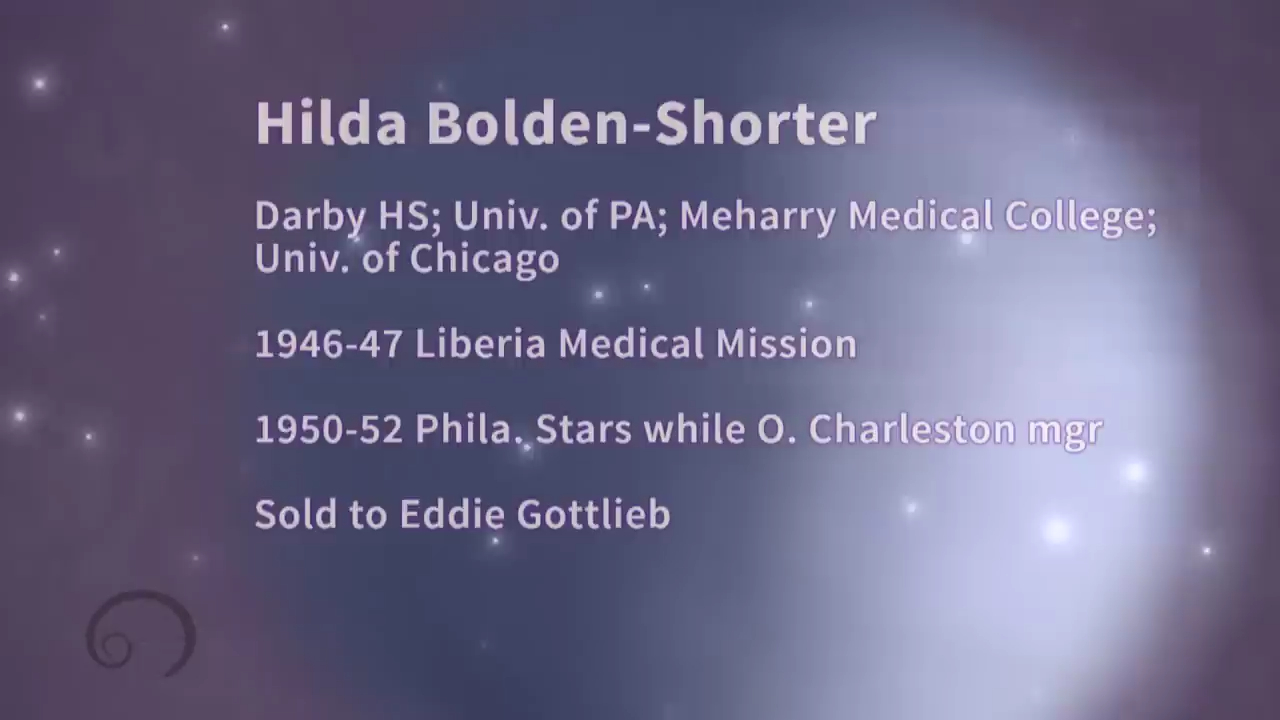 Hilda Bolden-Shorter
Darby HS; Univ. of PA; Meharry Medical College;
Univ. of Chicago
1946-47 Liberia Medical Mission
1950-52 Phila. Stars while O. Charleston mgr
Sold to Eddie Gottlieb